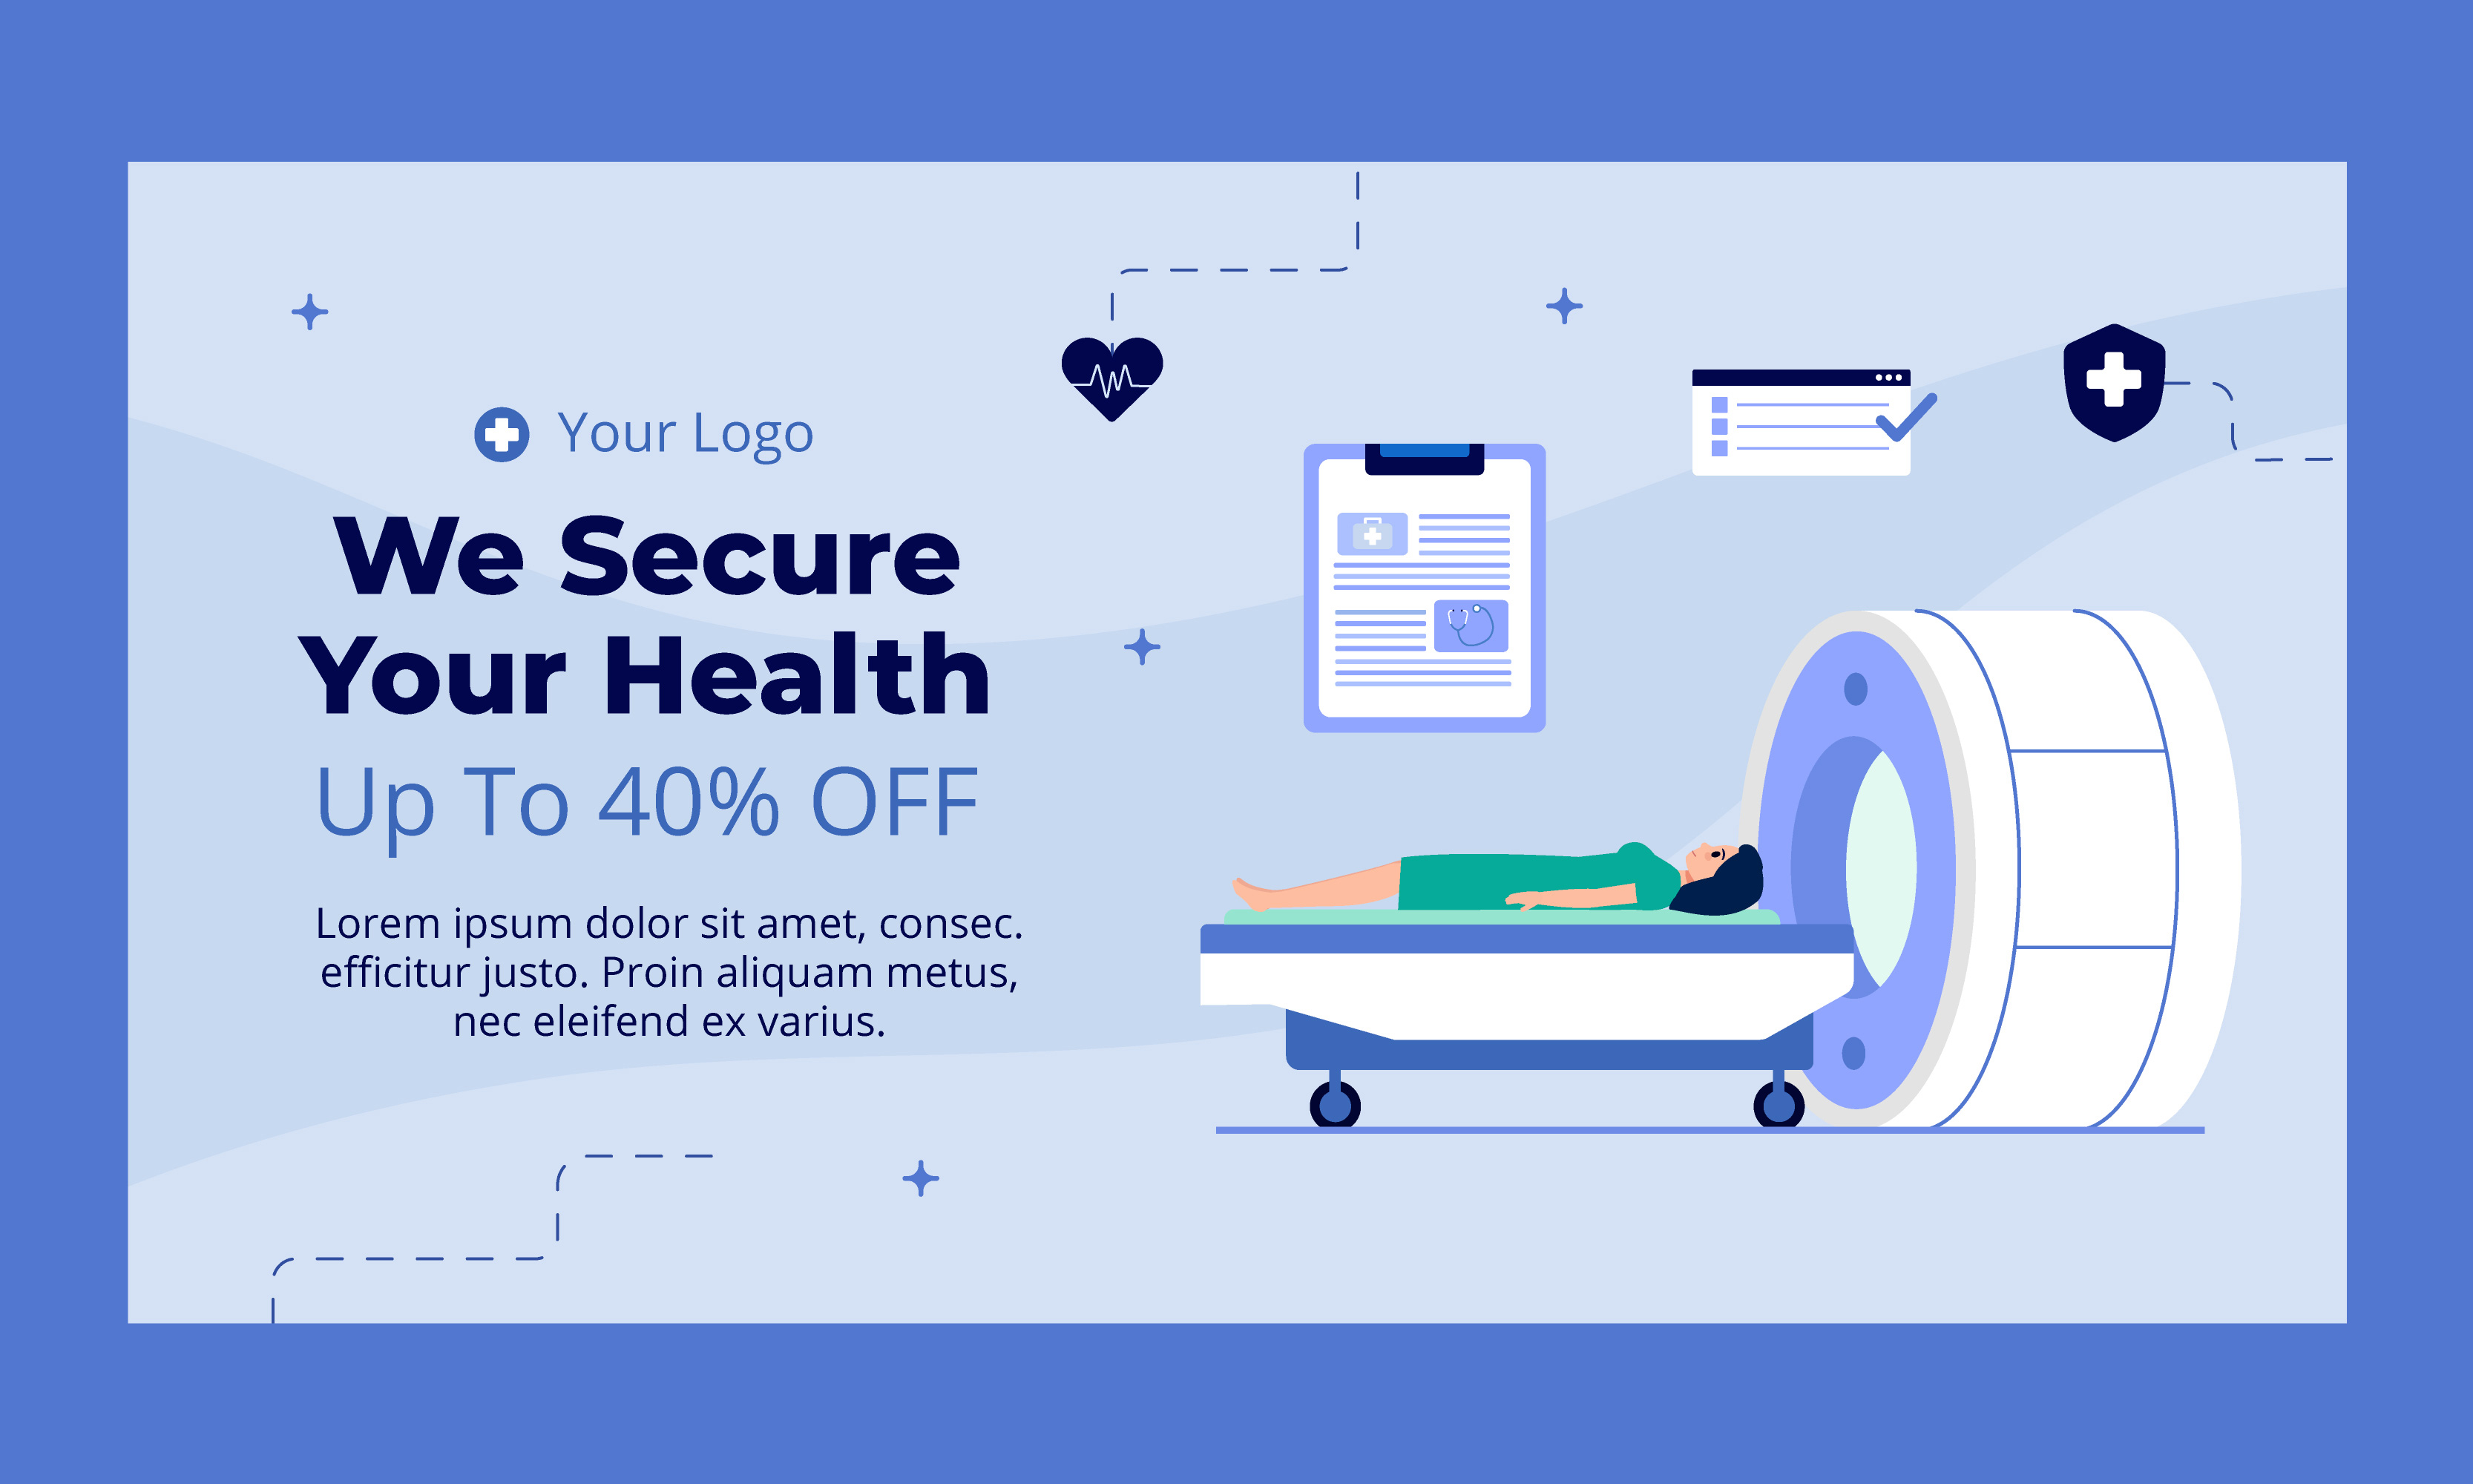 Your Logo
We Secure
Your Health
Up To 40% OFF
Lorem ipsum dolor sit amet, consec.
efficitur justo. Proin aliquam metus,
nec eleifend ex varius.